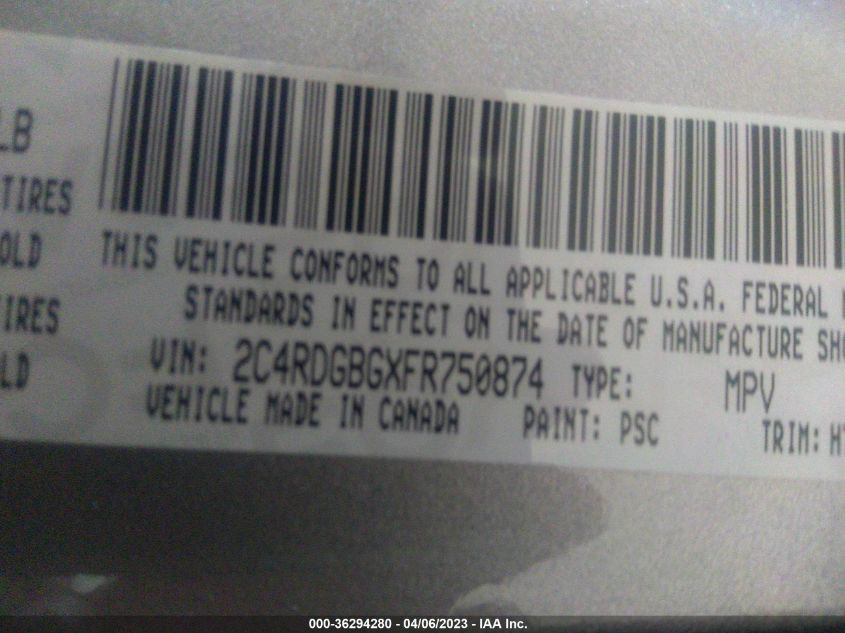 LB
TIRES
OLD
IRES
LD
THIS VEHICLE CONFORMS TO ALL APPLICABLE U.S.A. FEDERAL
STANDARDS IN EFFECT ON THE DATE OF MANUFACTURE SHO
VIN: 2C4RDGBGXFR750874 TYPE: MPV
VEHICLE MADE IN CANADA PAINT: PSC TRIM:
000-36294280 - 04/06/2023 - IAA Inc.